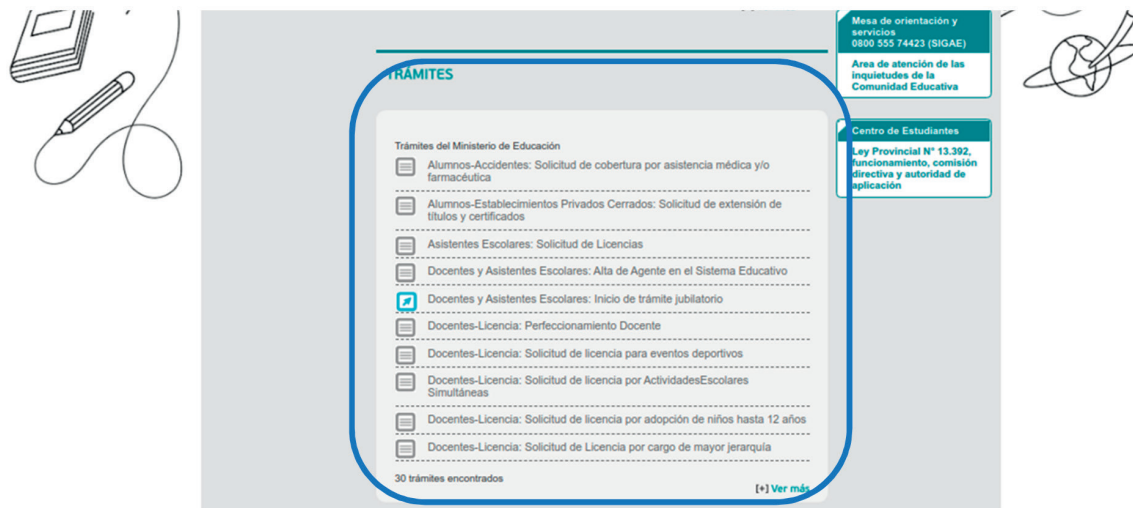 Mesa de orientación y
servicios
0800 555 74423 (SIGAE)
Area de atención de las
inquietudes de la
Comunidad Educativa
TRÁMITES
Centro de Estudiantes
Ley Provincial N° 13.392,
funcionamiento, comisión
directiva y autoridad de
aplicación
Trámites del Ministerio de Educación
Alumnos-Accidentes: Solicitud de cobertura por asistencia médica y/o
farmacéutica
Alumnos-Establecimientos Privados Cerrados: Solicitud de extensión de
títulos y certificados
Asistentes Escolares: Solicitud de Licencias
Docentes y Asistentes Escolares: Alta de Agente en el Sistema Educativo
Docentes y Asistentes Escolares: Inicio de trámite jubilatorio
Docentes-Licencia: Perfeccionamiento Docente
Docentes-Licencia: Solicitud de licencia para eventos deportivos
Docentes-Licencia: Solicitud de licencia por ActividadesEscolares
Simultáneas
Docentes-Licencia: Solicitud de licencia por adopción de niños hasta 12 años
Docentes-Licencia: Solicitud de Licencia por cargo de mayor jerarquía
30 trámites encontrados
[+] Ver más